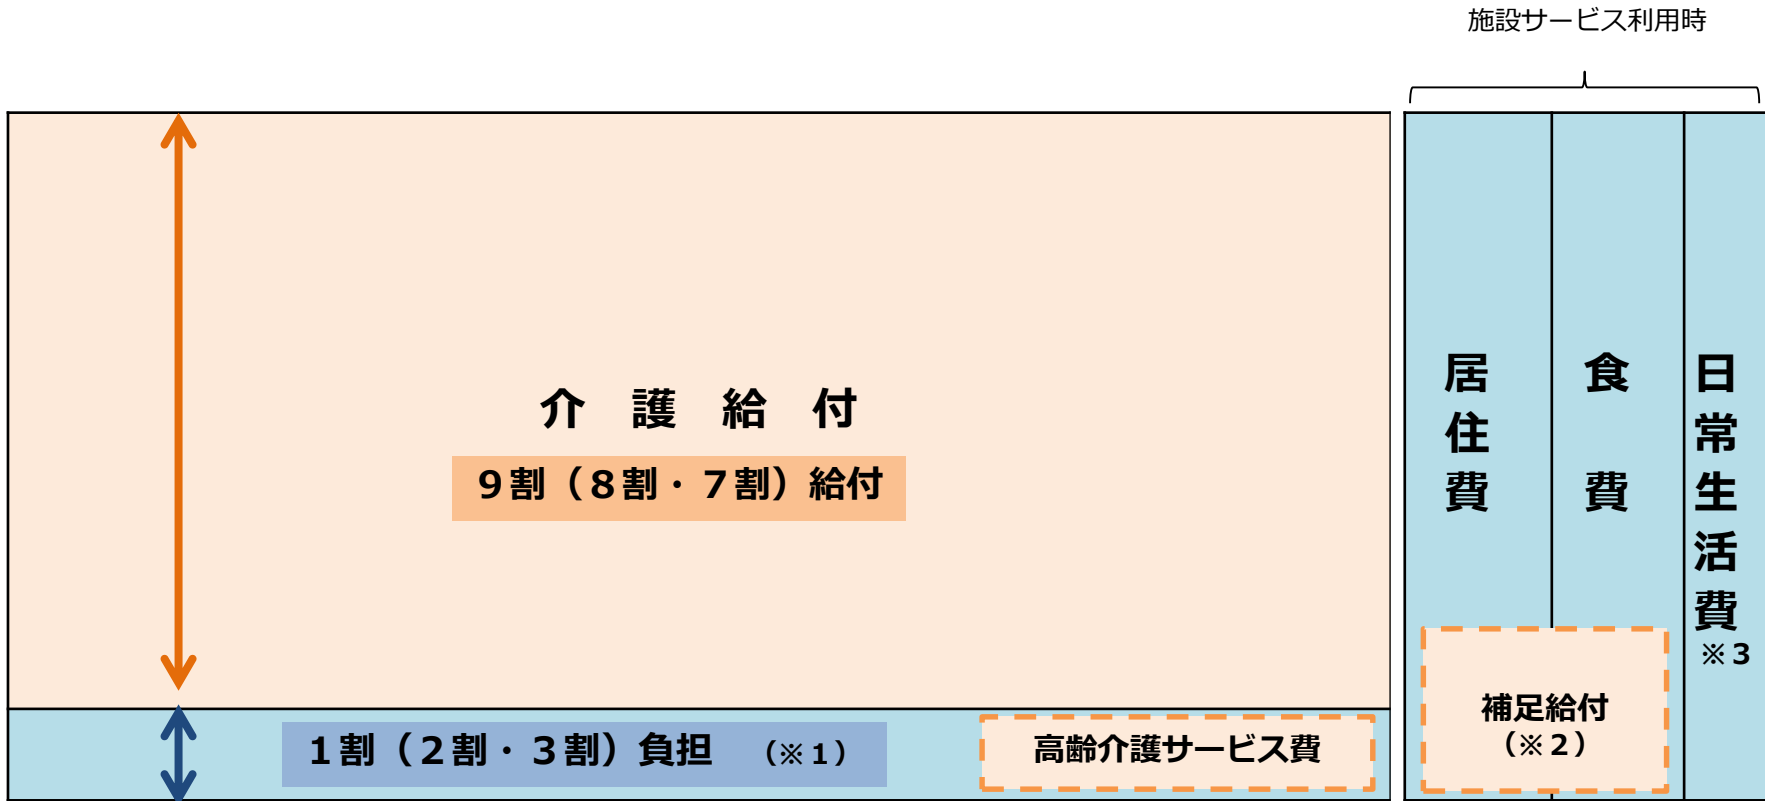 施設サービス利用時
介 護 給 付
９割（８割・７割）給付
１割（２割・３割）負担 （※１）
高齢介護サービス費
居住費
食費
日常生活費
※３
補足給付
（※２）